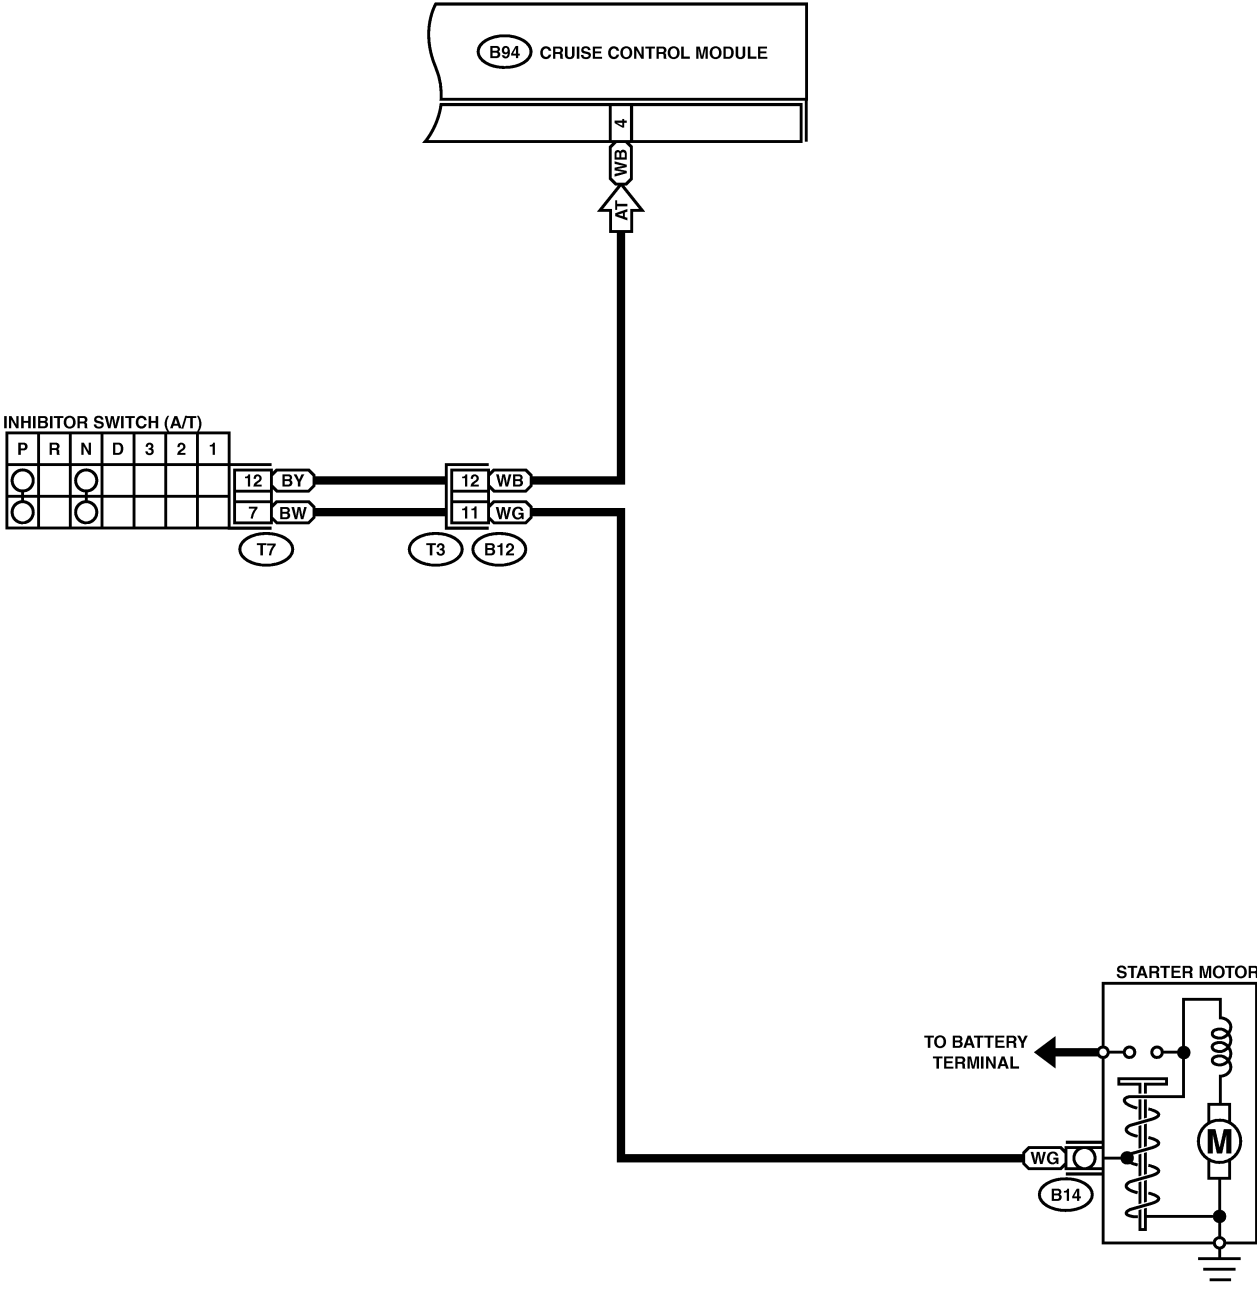 B94 CRUISE CONTROL MODULE
4
WB
AT
INHIBITOR SWITCH (A/T)
P R N D 3 2 1
12 BY 12 WB
7 BW 11 WG
T7 T3 B12
STARTER MOTOR
TO BATTERY
TERMINAL
M
WG
B14